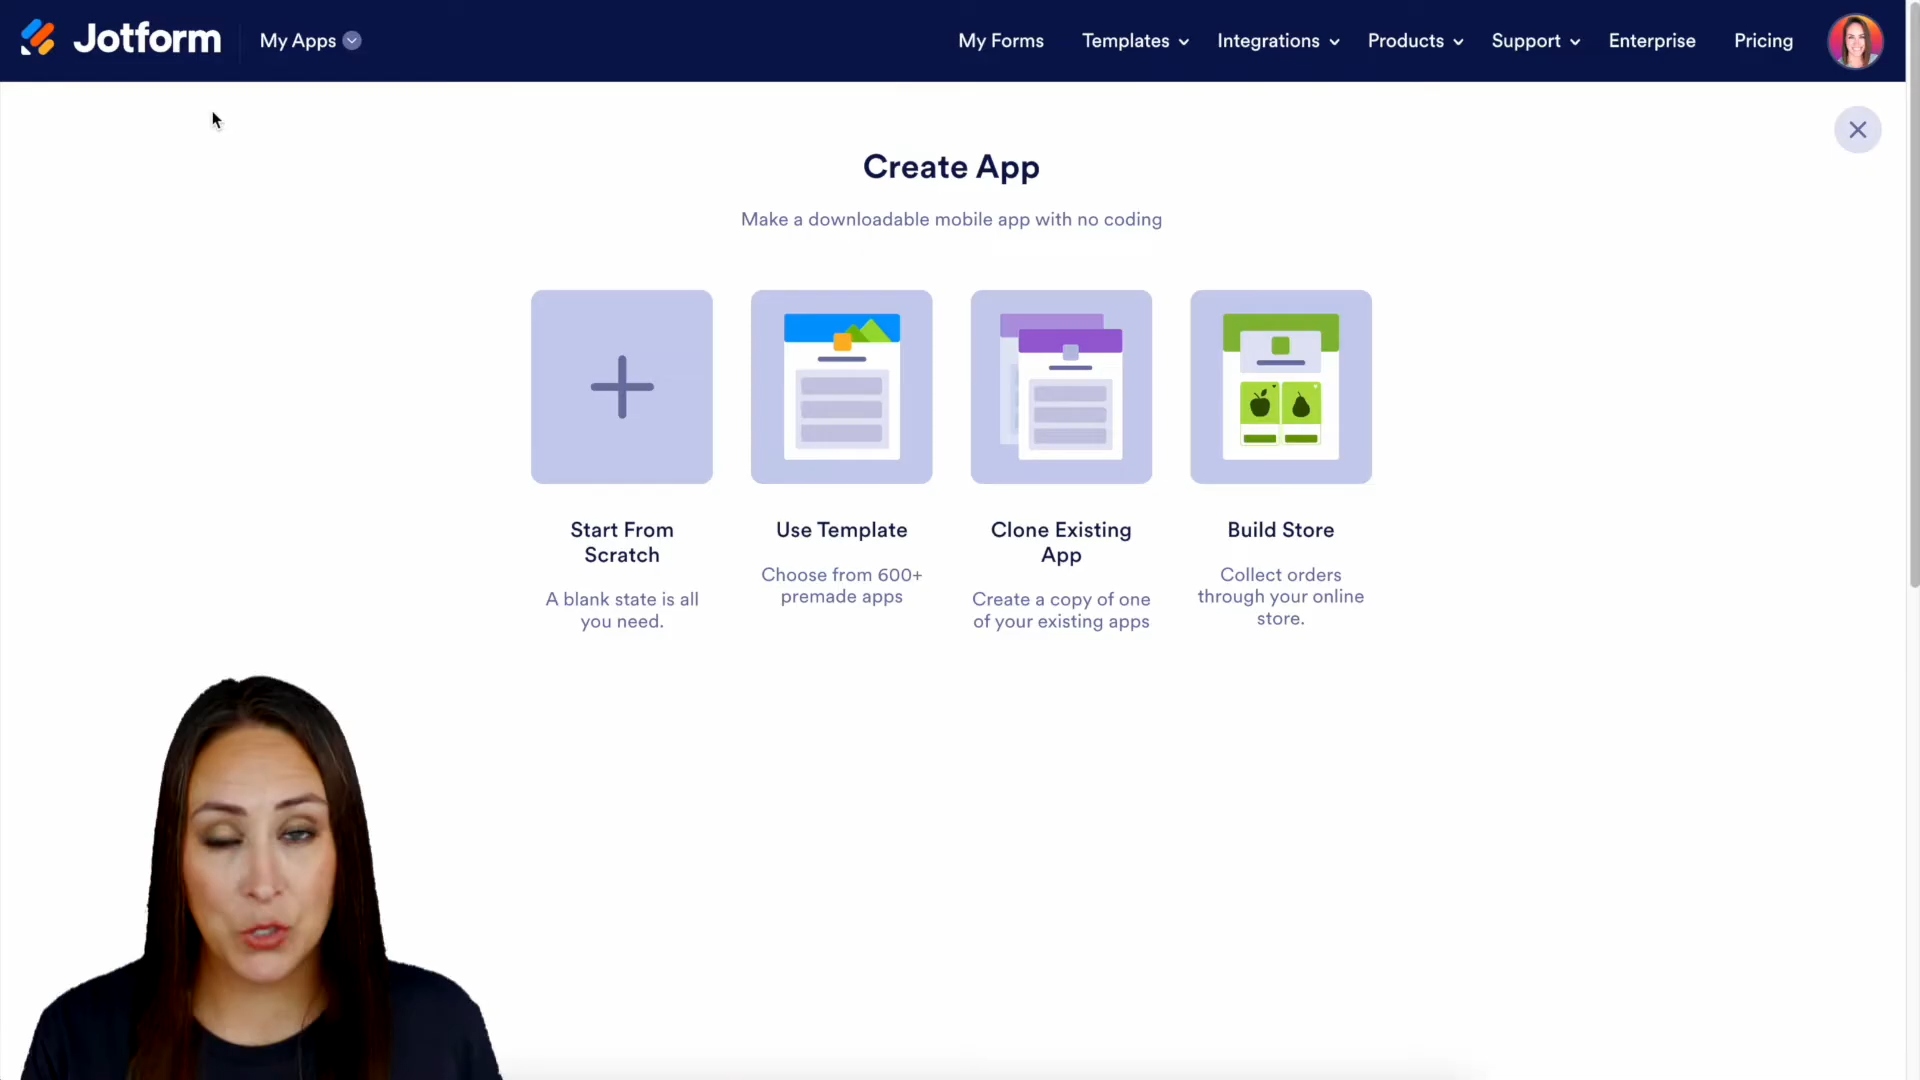 Jotform
My Apps
My Forms
Templates
Integrations
Products
Support
Enterprise
Pricing
Create App
Make a downloadable mobile app with no coding
Start From
Scratch
A blank state is all
you need.
Use Template
Choose from 600+
premade apps
Clone Existing
App
Create a copy of one
of your existing apps
Build Store
Collect orders
through your online
store.